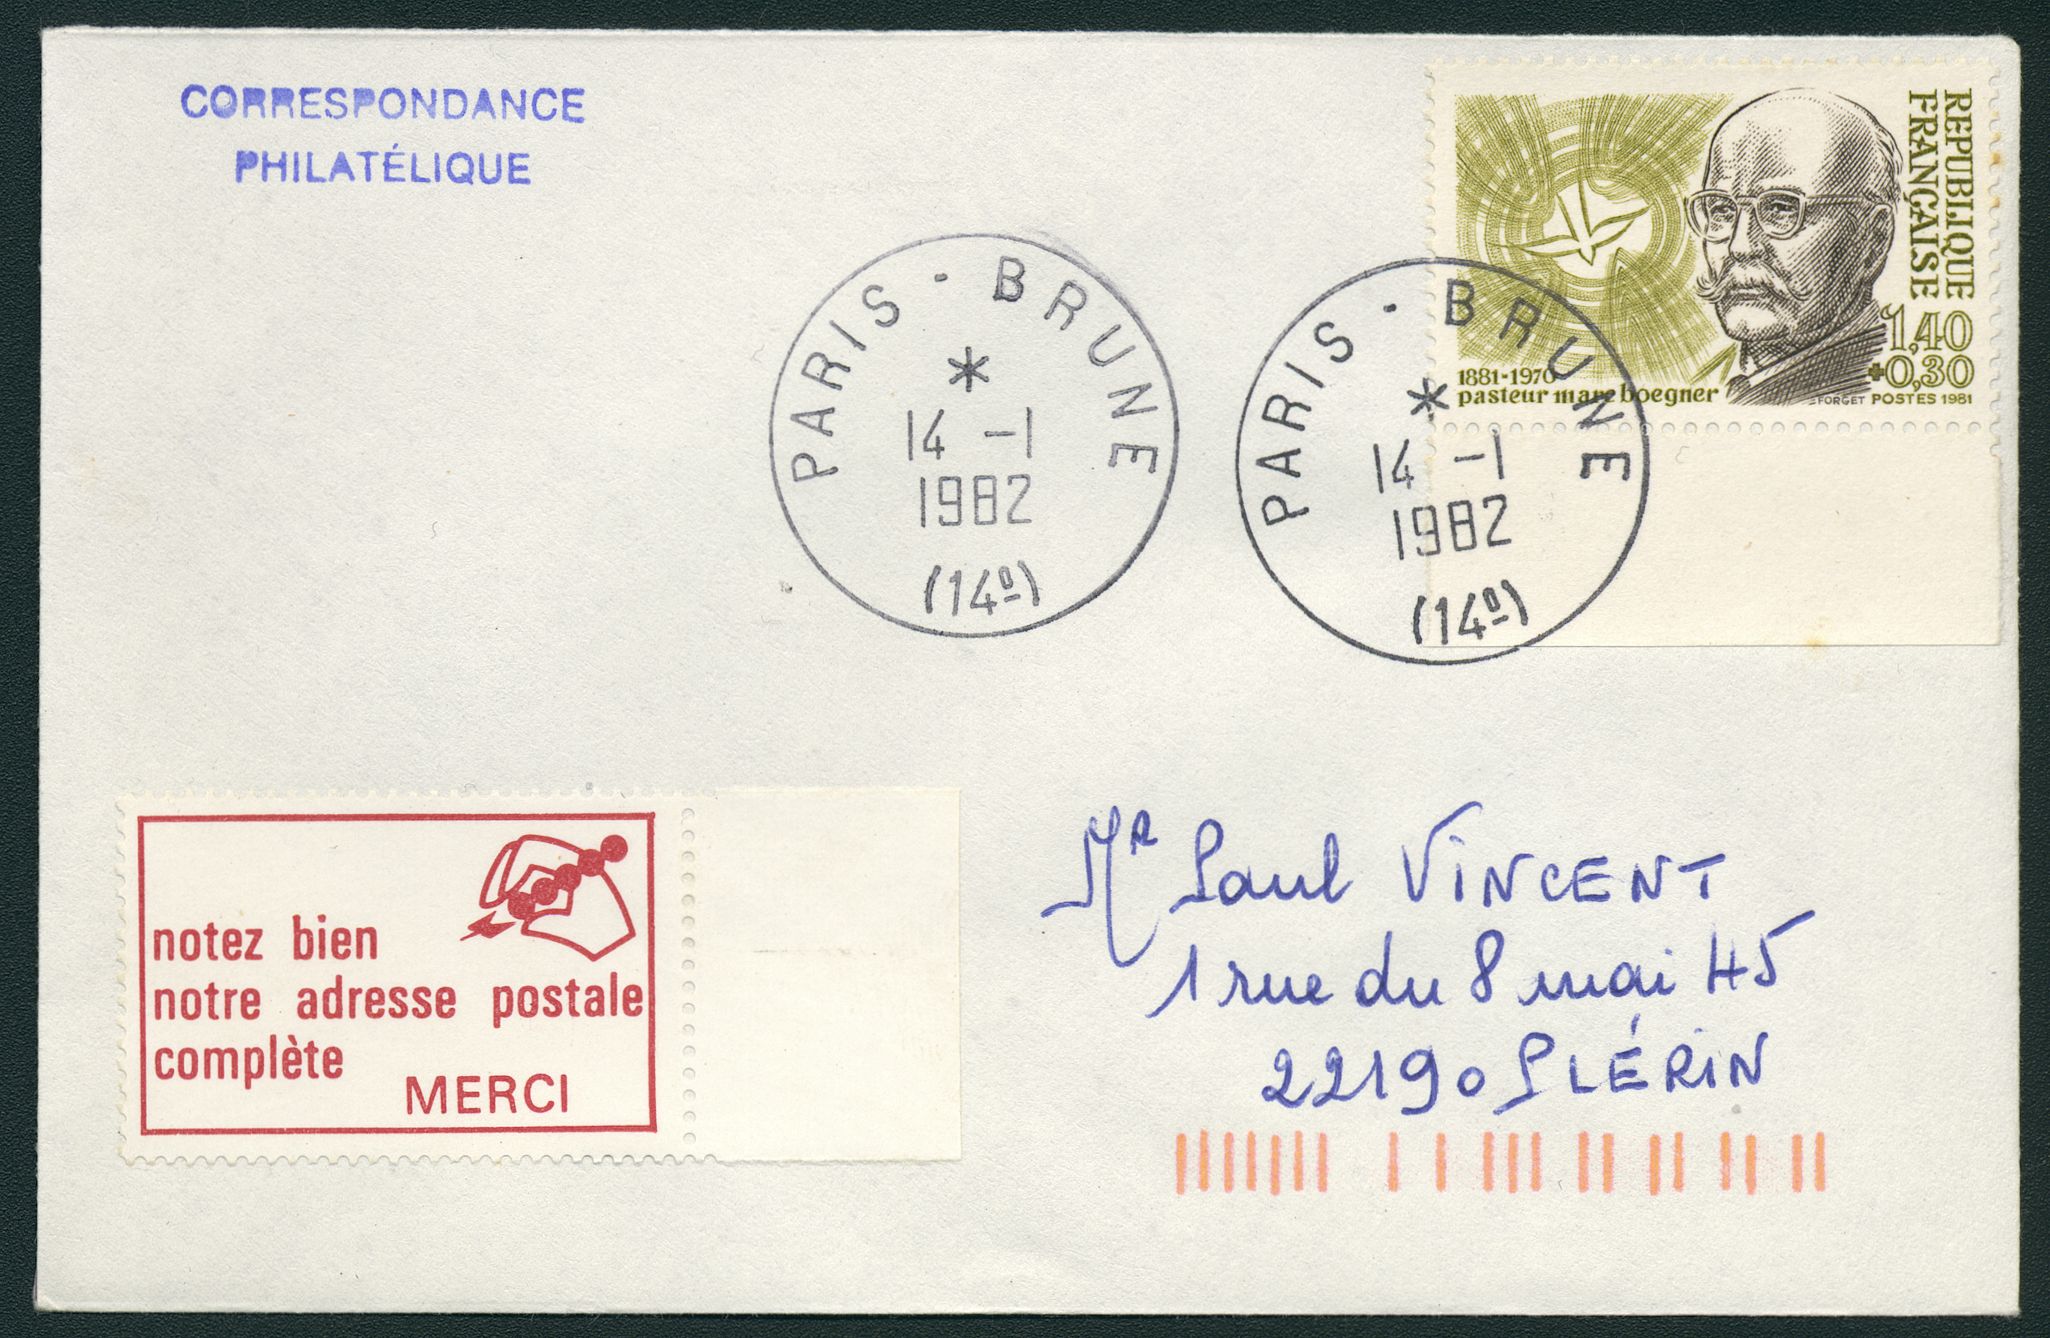 CORRESPONDANCE
PHILATÉLIQUE
PARIS - BRUNE
*
14 -1
1982
(14e)
PARIS - BRUNE
*
14 -1
1982
(14e)
REPUBLIQUE
FRANÇAISE
1,40
+0,30
1881-1970
pasteur marc boegner
FORGET POSTES 1981
notez bien
notre adresse postale
complète
MERCI
Mr Paul VINCENT
1 rue du 8 mai 45
22190 PLÉRIN